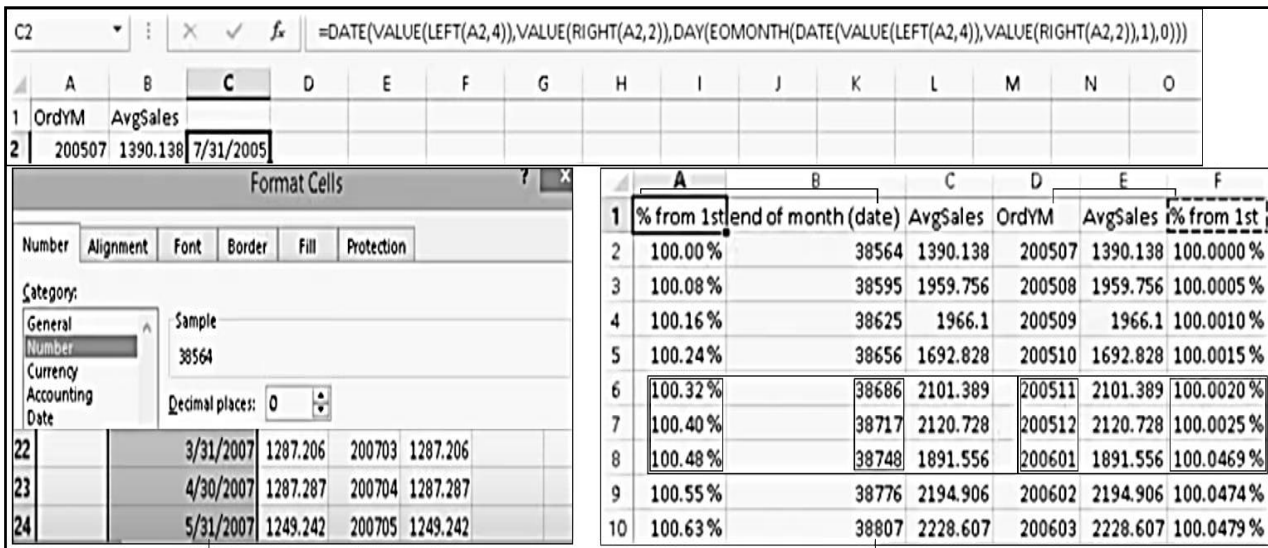 C2 fx =DATE(VALUE(LEFT(A2,4)),VALUE(RIGHT(A2,2)),DAY(EOMONTH(DATE(VALUE(LEFT(A2,4)),VALUE(RIGHT(A2,2)),1),0)))
A B C D E F G H I J K L M N O
1 OrdYM AvgSales
2 200507 1390.138 7/31/2005
Format Cells ? x
Number Alignment Font Border Fill Protection
Category:
General
Number
Currency
Accounting
Date
Sample
38564
Decimal places: 0
22 3/31/2007 1287.206 200703 1287.206
23 4/30/2007 1287.287 200704 1287.287
24 5/31/2007 1249.242 200705 1249.242
A B C D E F
1 % from 1st end of month (date) AvgSales OrdYM AvgSales % from 1st
2 100.00% 38564 1390.138 200507 1390.138 100.0000%
3 100.08% 38595 1959.756 200508 1959.756 100.0005%
4 100.16% 38625 1966.1 200509 1966.1 100.0010%
5 100.24% 38656 1692.828 200510 1692.828 100.0015%
6 100.32% 38686 2101.389 200511 2101.389 100.0020%
7 100.40% 38717 2120.728 200512 2120.728 100.0025%
8 100.48% 38748 1891.556 200601 1891.556 100.0469%
9 100.55% 38776 2194.906 200602 2194.906 100.0474%
10 100.63% 38807 2228.607 200603 2228.607 100.0479%